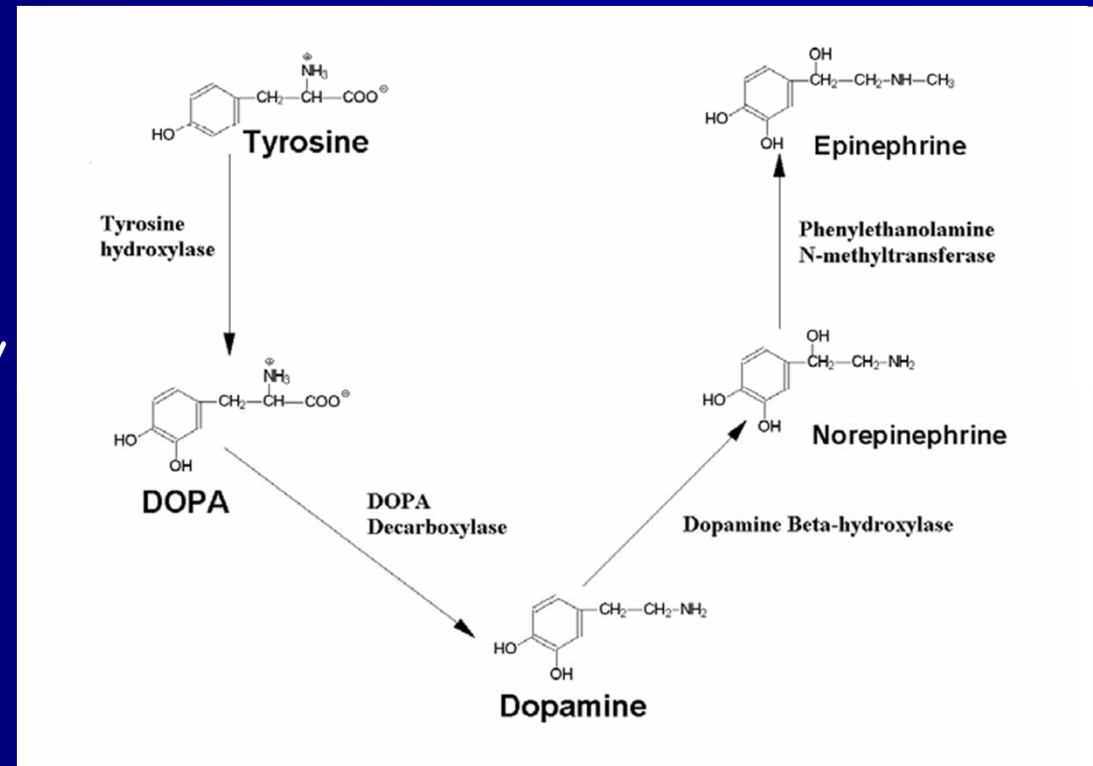 NH₃⊕
CH₂—CH—COO⊖
HO
Tyrosine
Tyrosine
hydroxylase
NH₃⊕
CH₂—CH—COO⊖
HO
OH
DOPA
DOPA
Decarboxylase
CH₂—CH₂-NH₂
HO
OH
Dopamine
Dopamine Beta-hydroxylase
OH
CH₂—CH₂-NH₂
HO
OH
Norepinephrine
Phenylethanolamine
N-methyltransferase
OH
CH₂—CH₂-NH—CH₃
HO
OH
Epinephrine